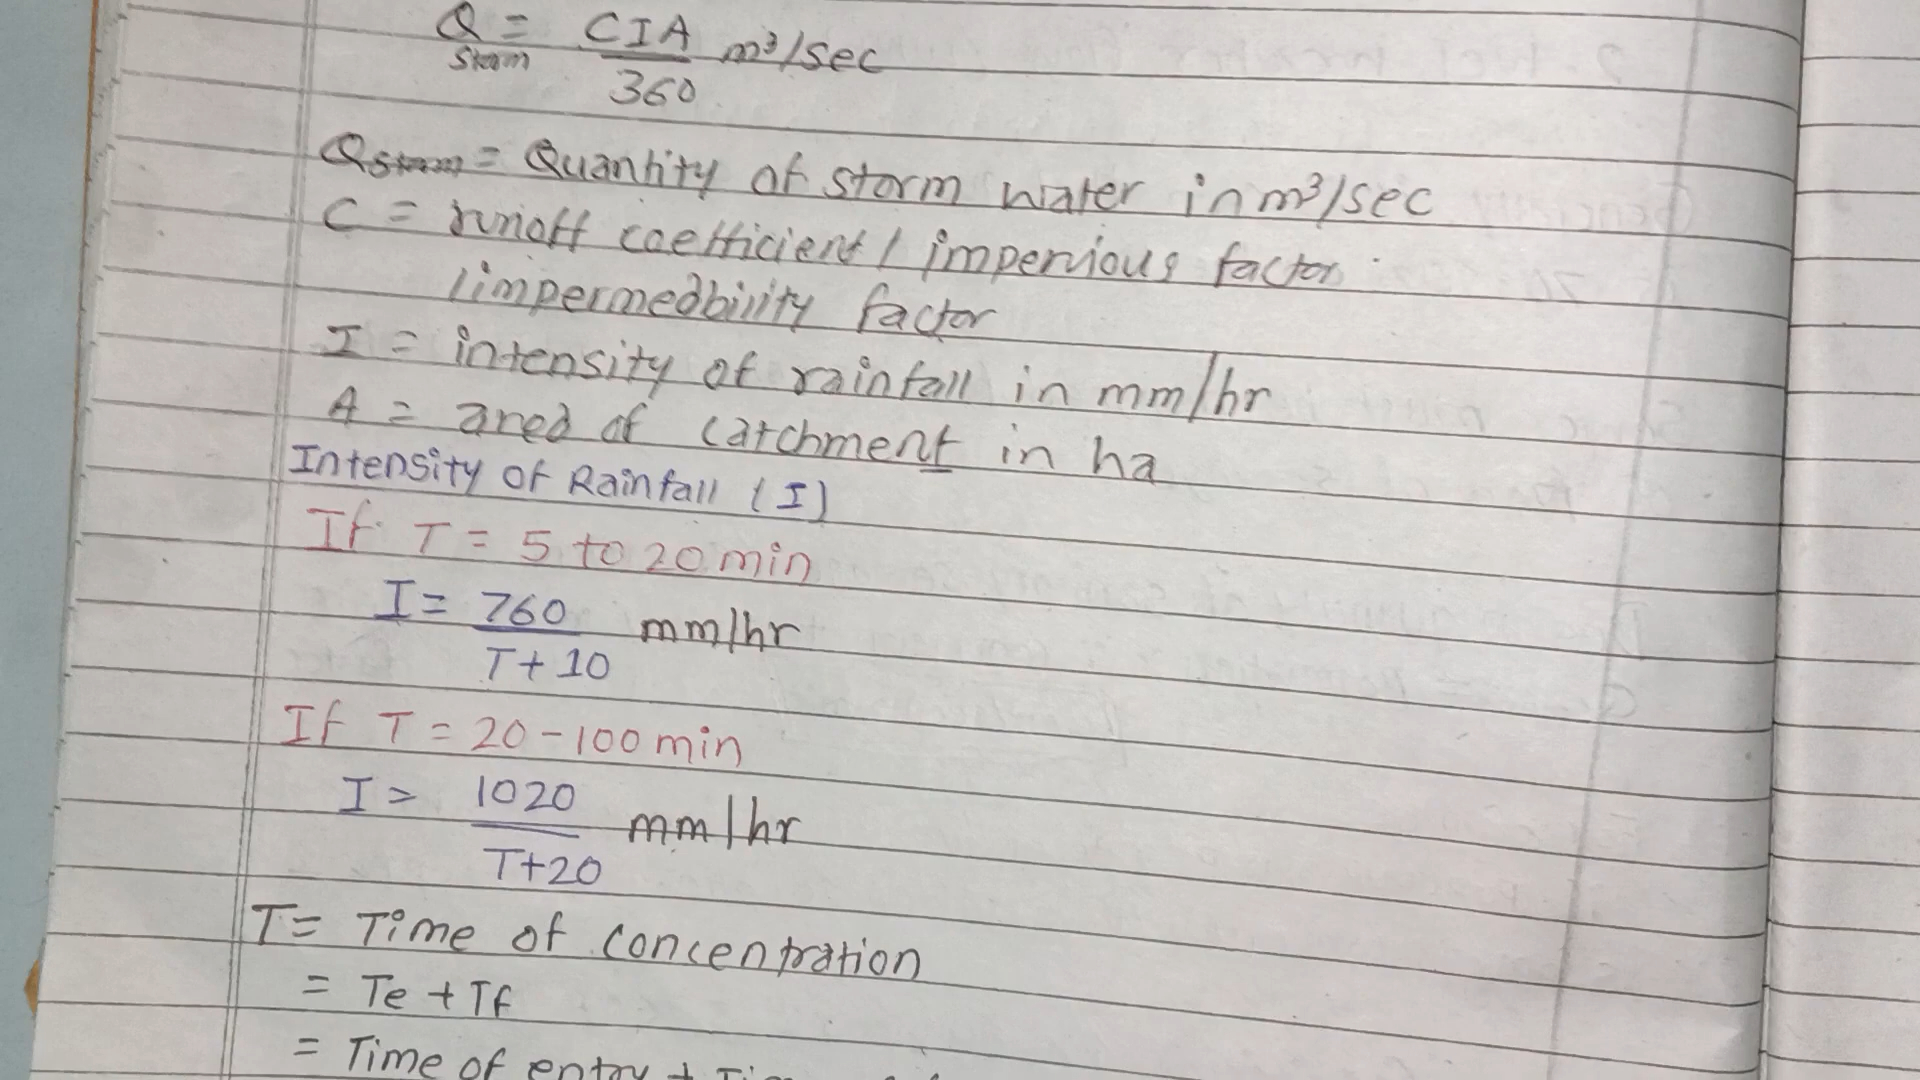 Q = CIA m³/sec
Storm 360
Qstorm = Quantity of storm water in m³/sec
C = runoff coefficient / impervious factor
/impermeability factor
I = intensity of rainfall in mm/hr
A = area of catchment in ha
Intensity of Rainfall (I)
If T = 5 to 20 min
I = 760 mm/hr
T + 10
If T = 20 - 100 min
I = 1020 mm/hr
T+20
T = Time of concentration
= Te + Tf
= Time of entry +